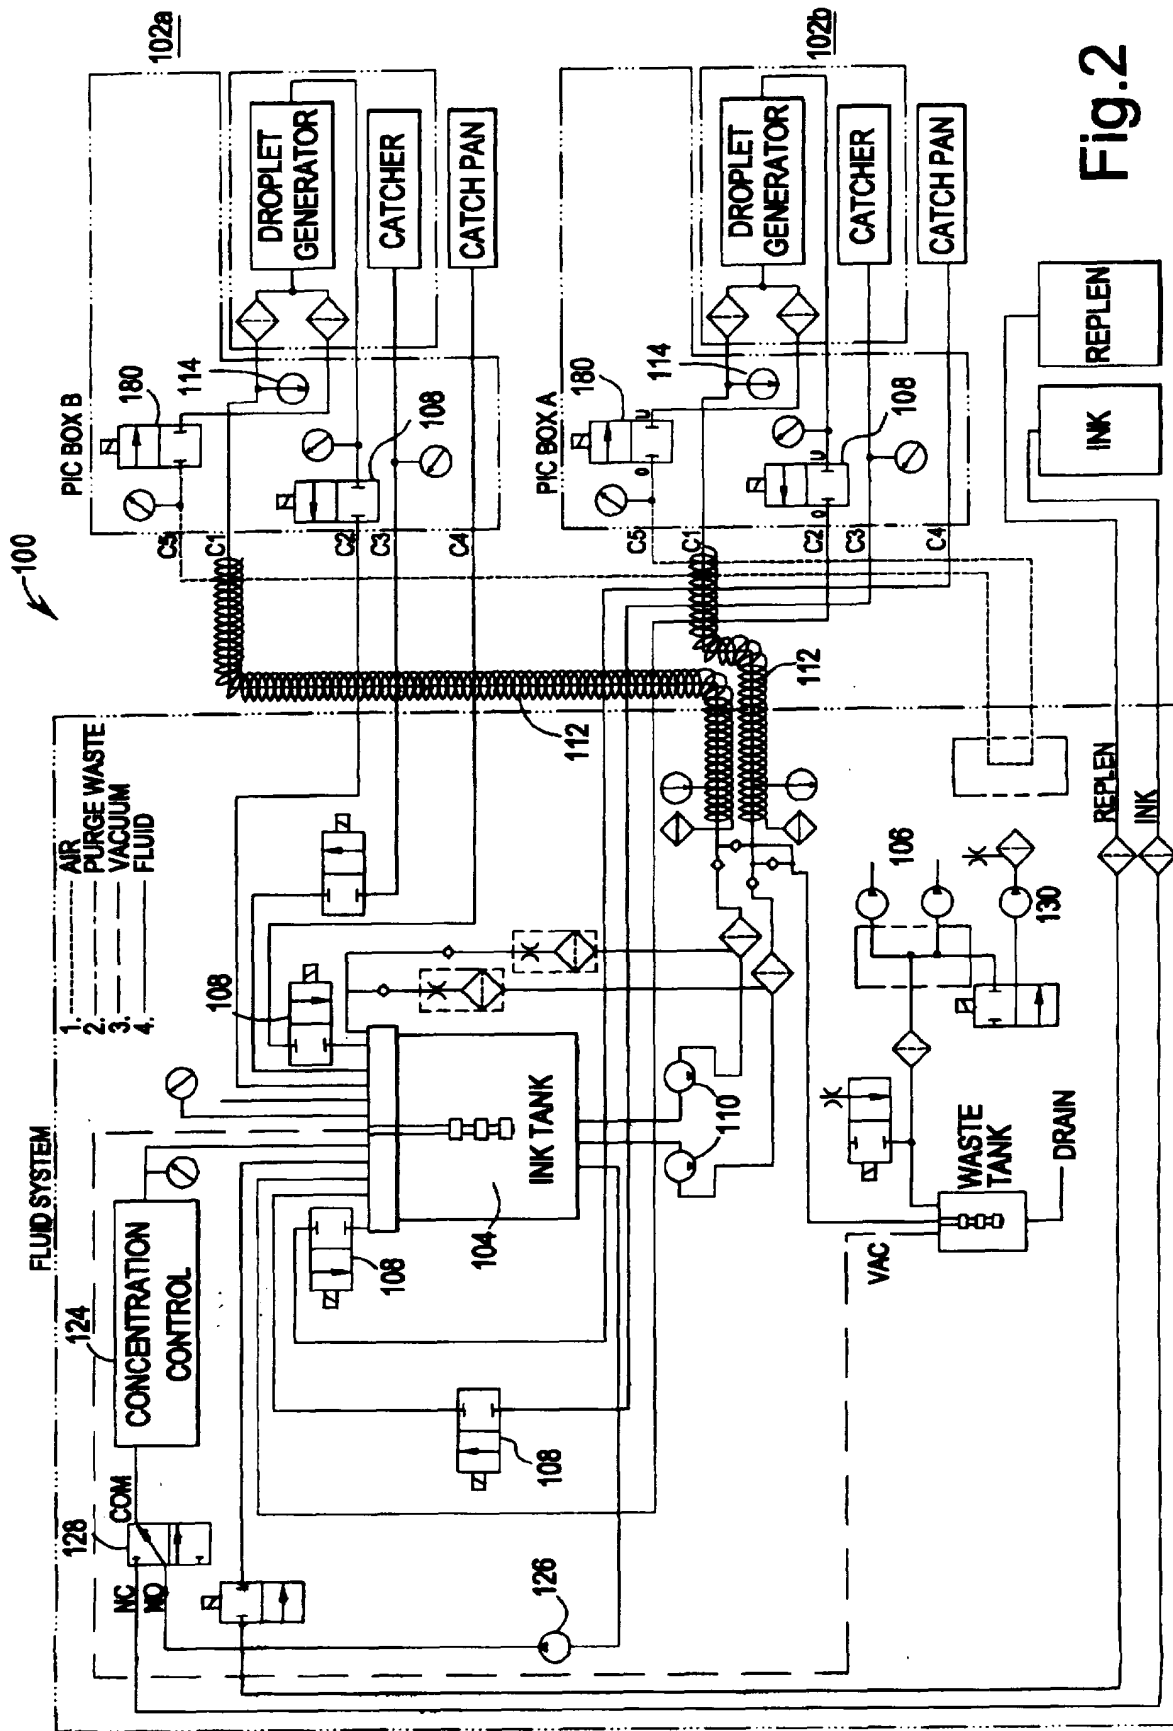 100
FLUID SYSTEM
1. AIR
2. PURGE WASTE
3. VACUUM
4. FLUID
128
NC
NO
COM
124
CONCENTRATION
CONTROL
108
108
108
104
INK TANK
126
110
112
112
VAC
WASTE
TANK
DRAIN
106
130
REPLEN
INK
PIC BOX B
180
114
102a
DROPLET
GENERATOR
CATCHER
CATCH PAN
108
C5
C1
C2
C3
C4
PIC BOX A
180
114
102b
DROPLET
GENERATOR
CATCHER
CATCH PAN
108
O
U
O
U
C5
C1
C2
C3
C4
INK
REPLEN
Fig.2